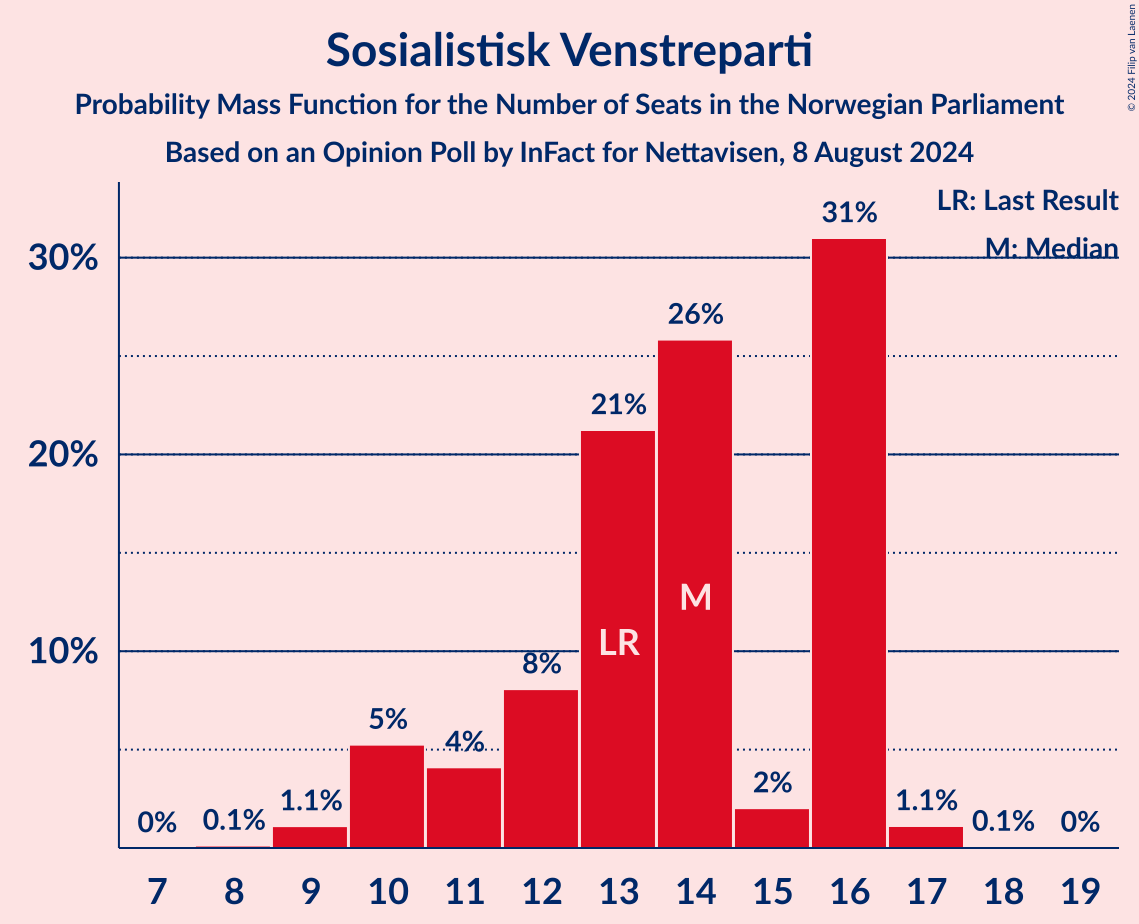 Sosialistisk Venstreparti
Probability Mass Function for the Number of Seats in the Norwegian Parliament
Based on an Opinion Poll by InFact for Nettavisen, 8 August 2024
© 2024 Filip van Laenen
LR: Last Result
M: Median
30%
20%
10%
0%
0.1%
1.1%
5%
4%
8%
21%
26%
2%
31%
1.1%
0.1%
0%
LR
M
7 8 9 10 11 12 13 14 15 16 17 18 19